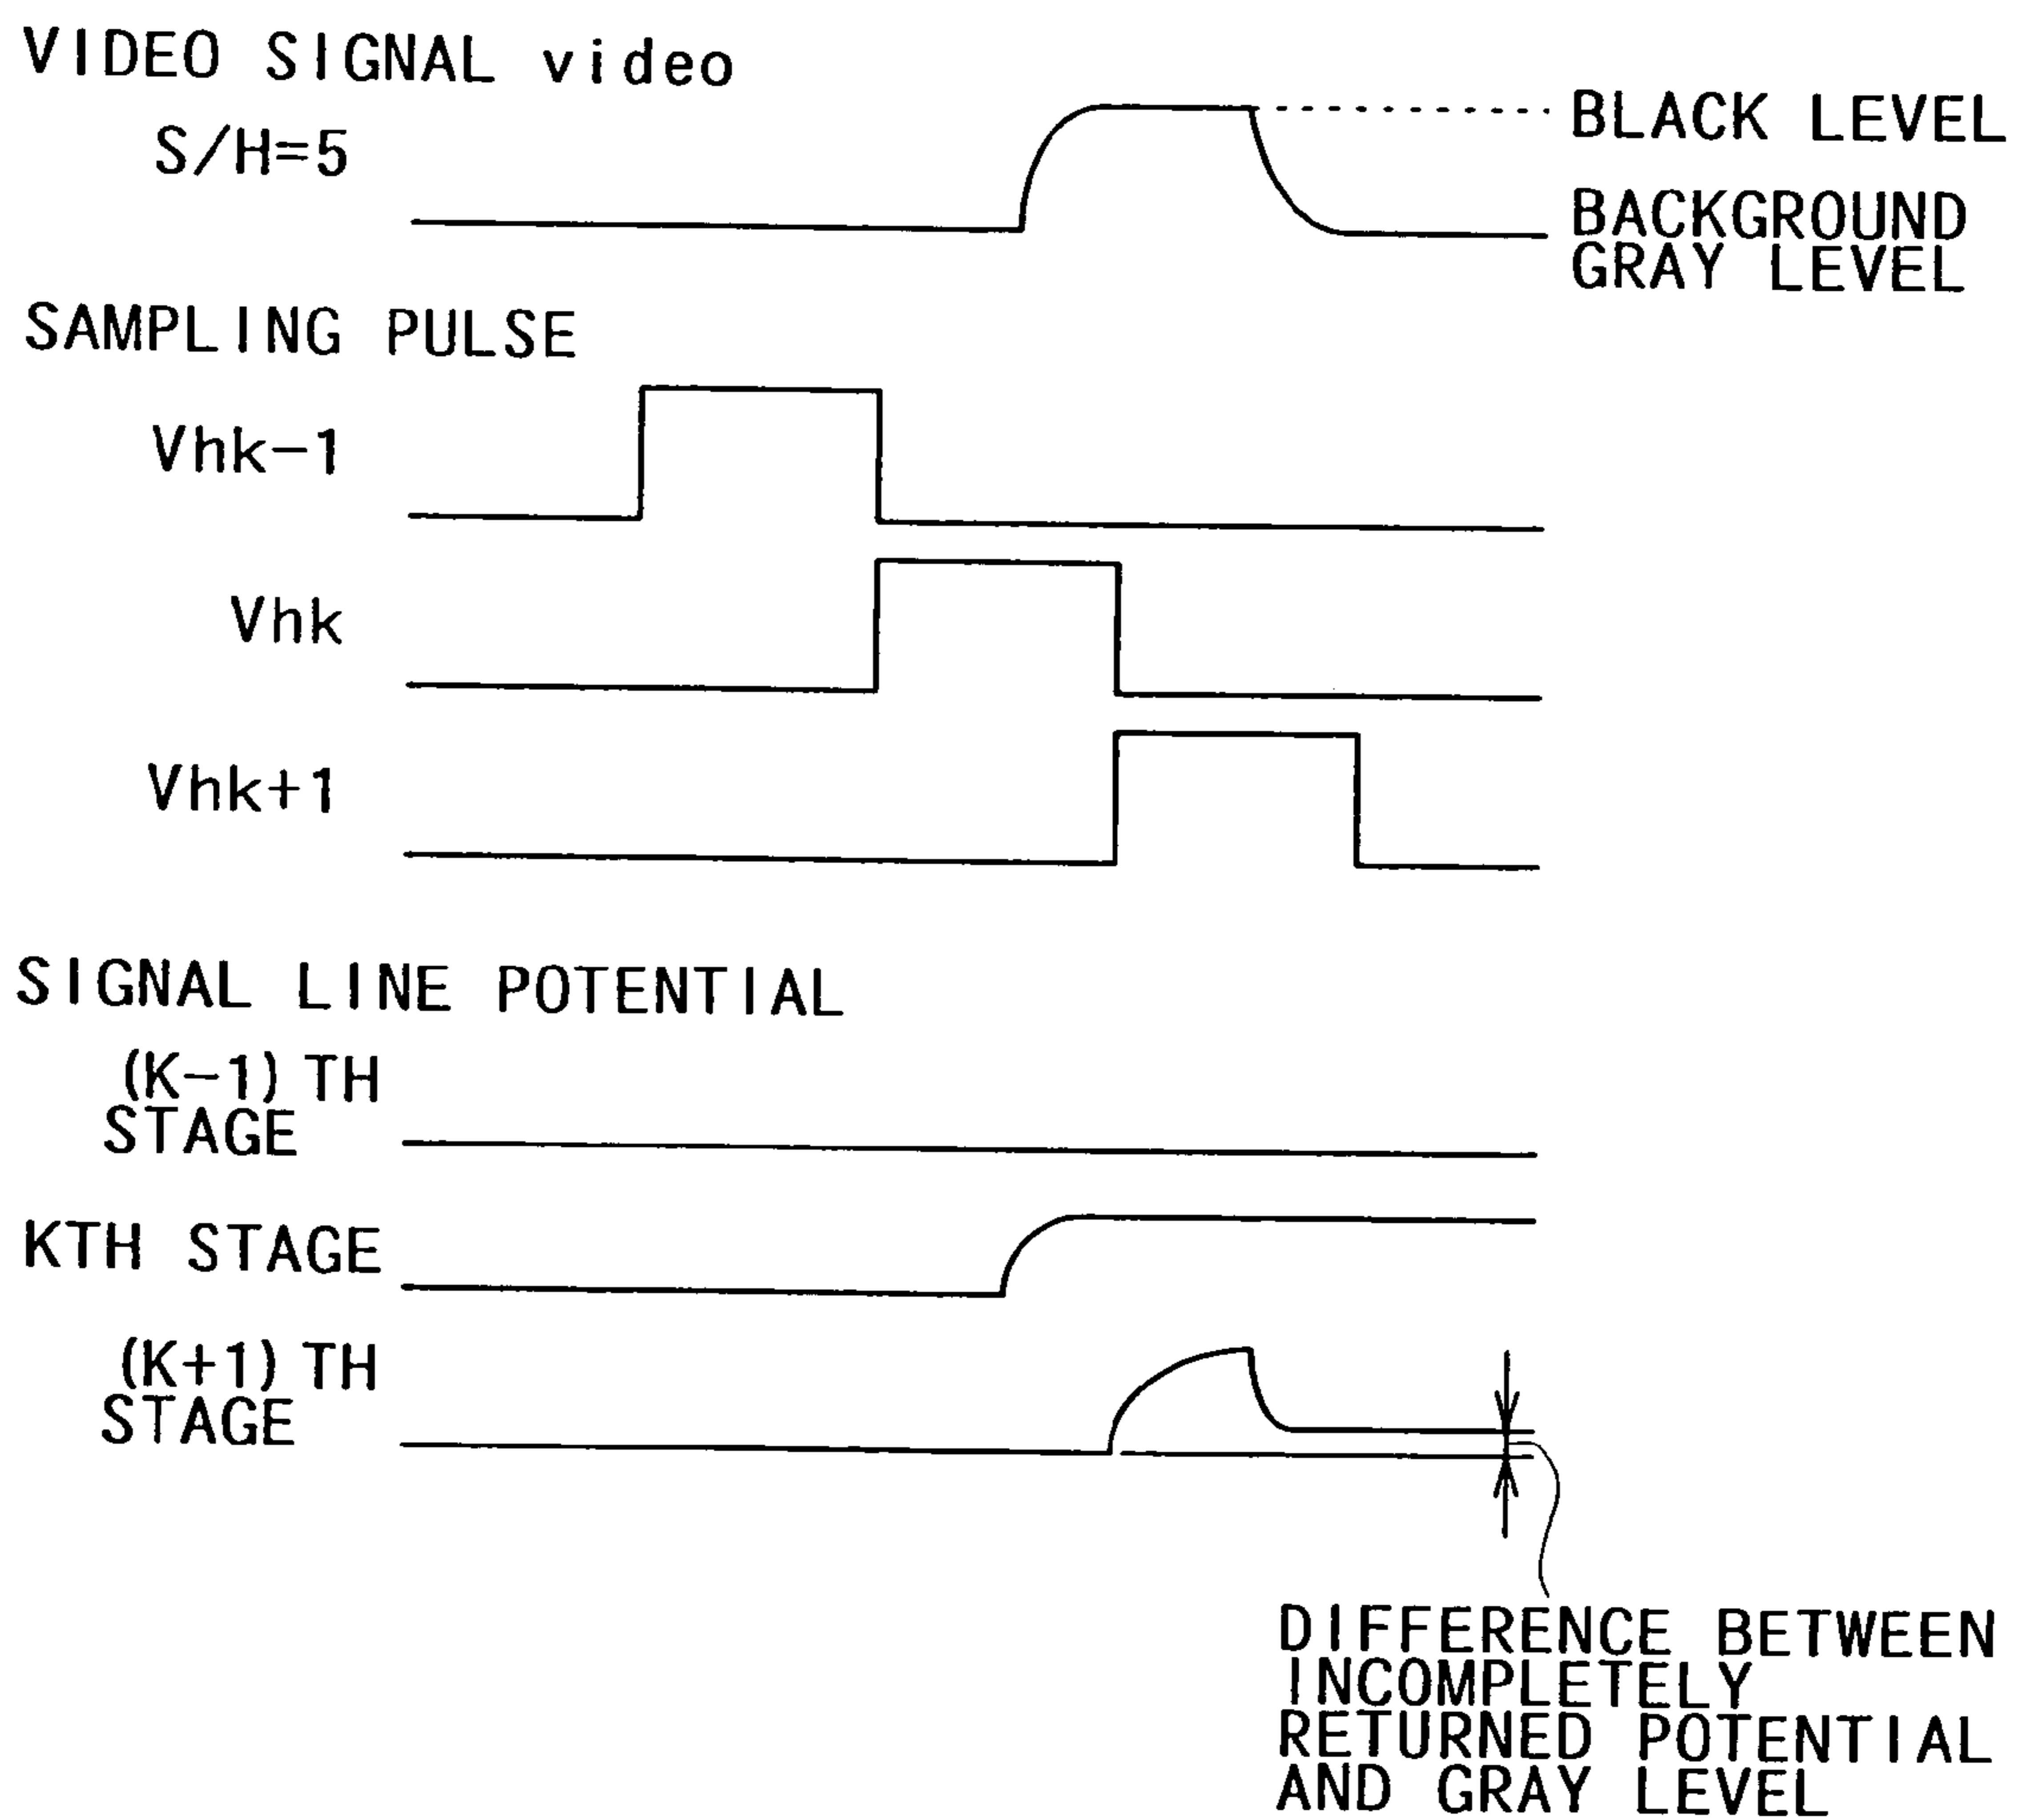 VIDEO SIGNAL video
S/H=5
BLACK LEVEL
BACKGROUND
GRAY LEVEL
SAMPLING PULSE
Vhk-1
Vhk
Vhk+1
SIGNAL LINE POTENTIAL
(K-1) TH
STAGE
KTH STAGE
(K+1) TH
STAGE
DIFFERENCE BETWEEN
INCOMPLETELY
RETURNED POTENTIAL
AND GRAY LEVEL